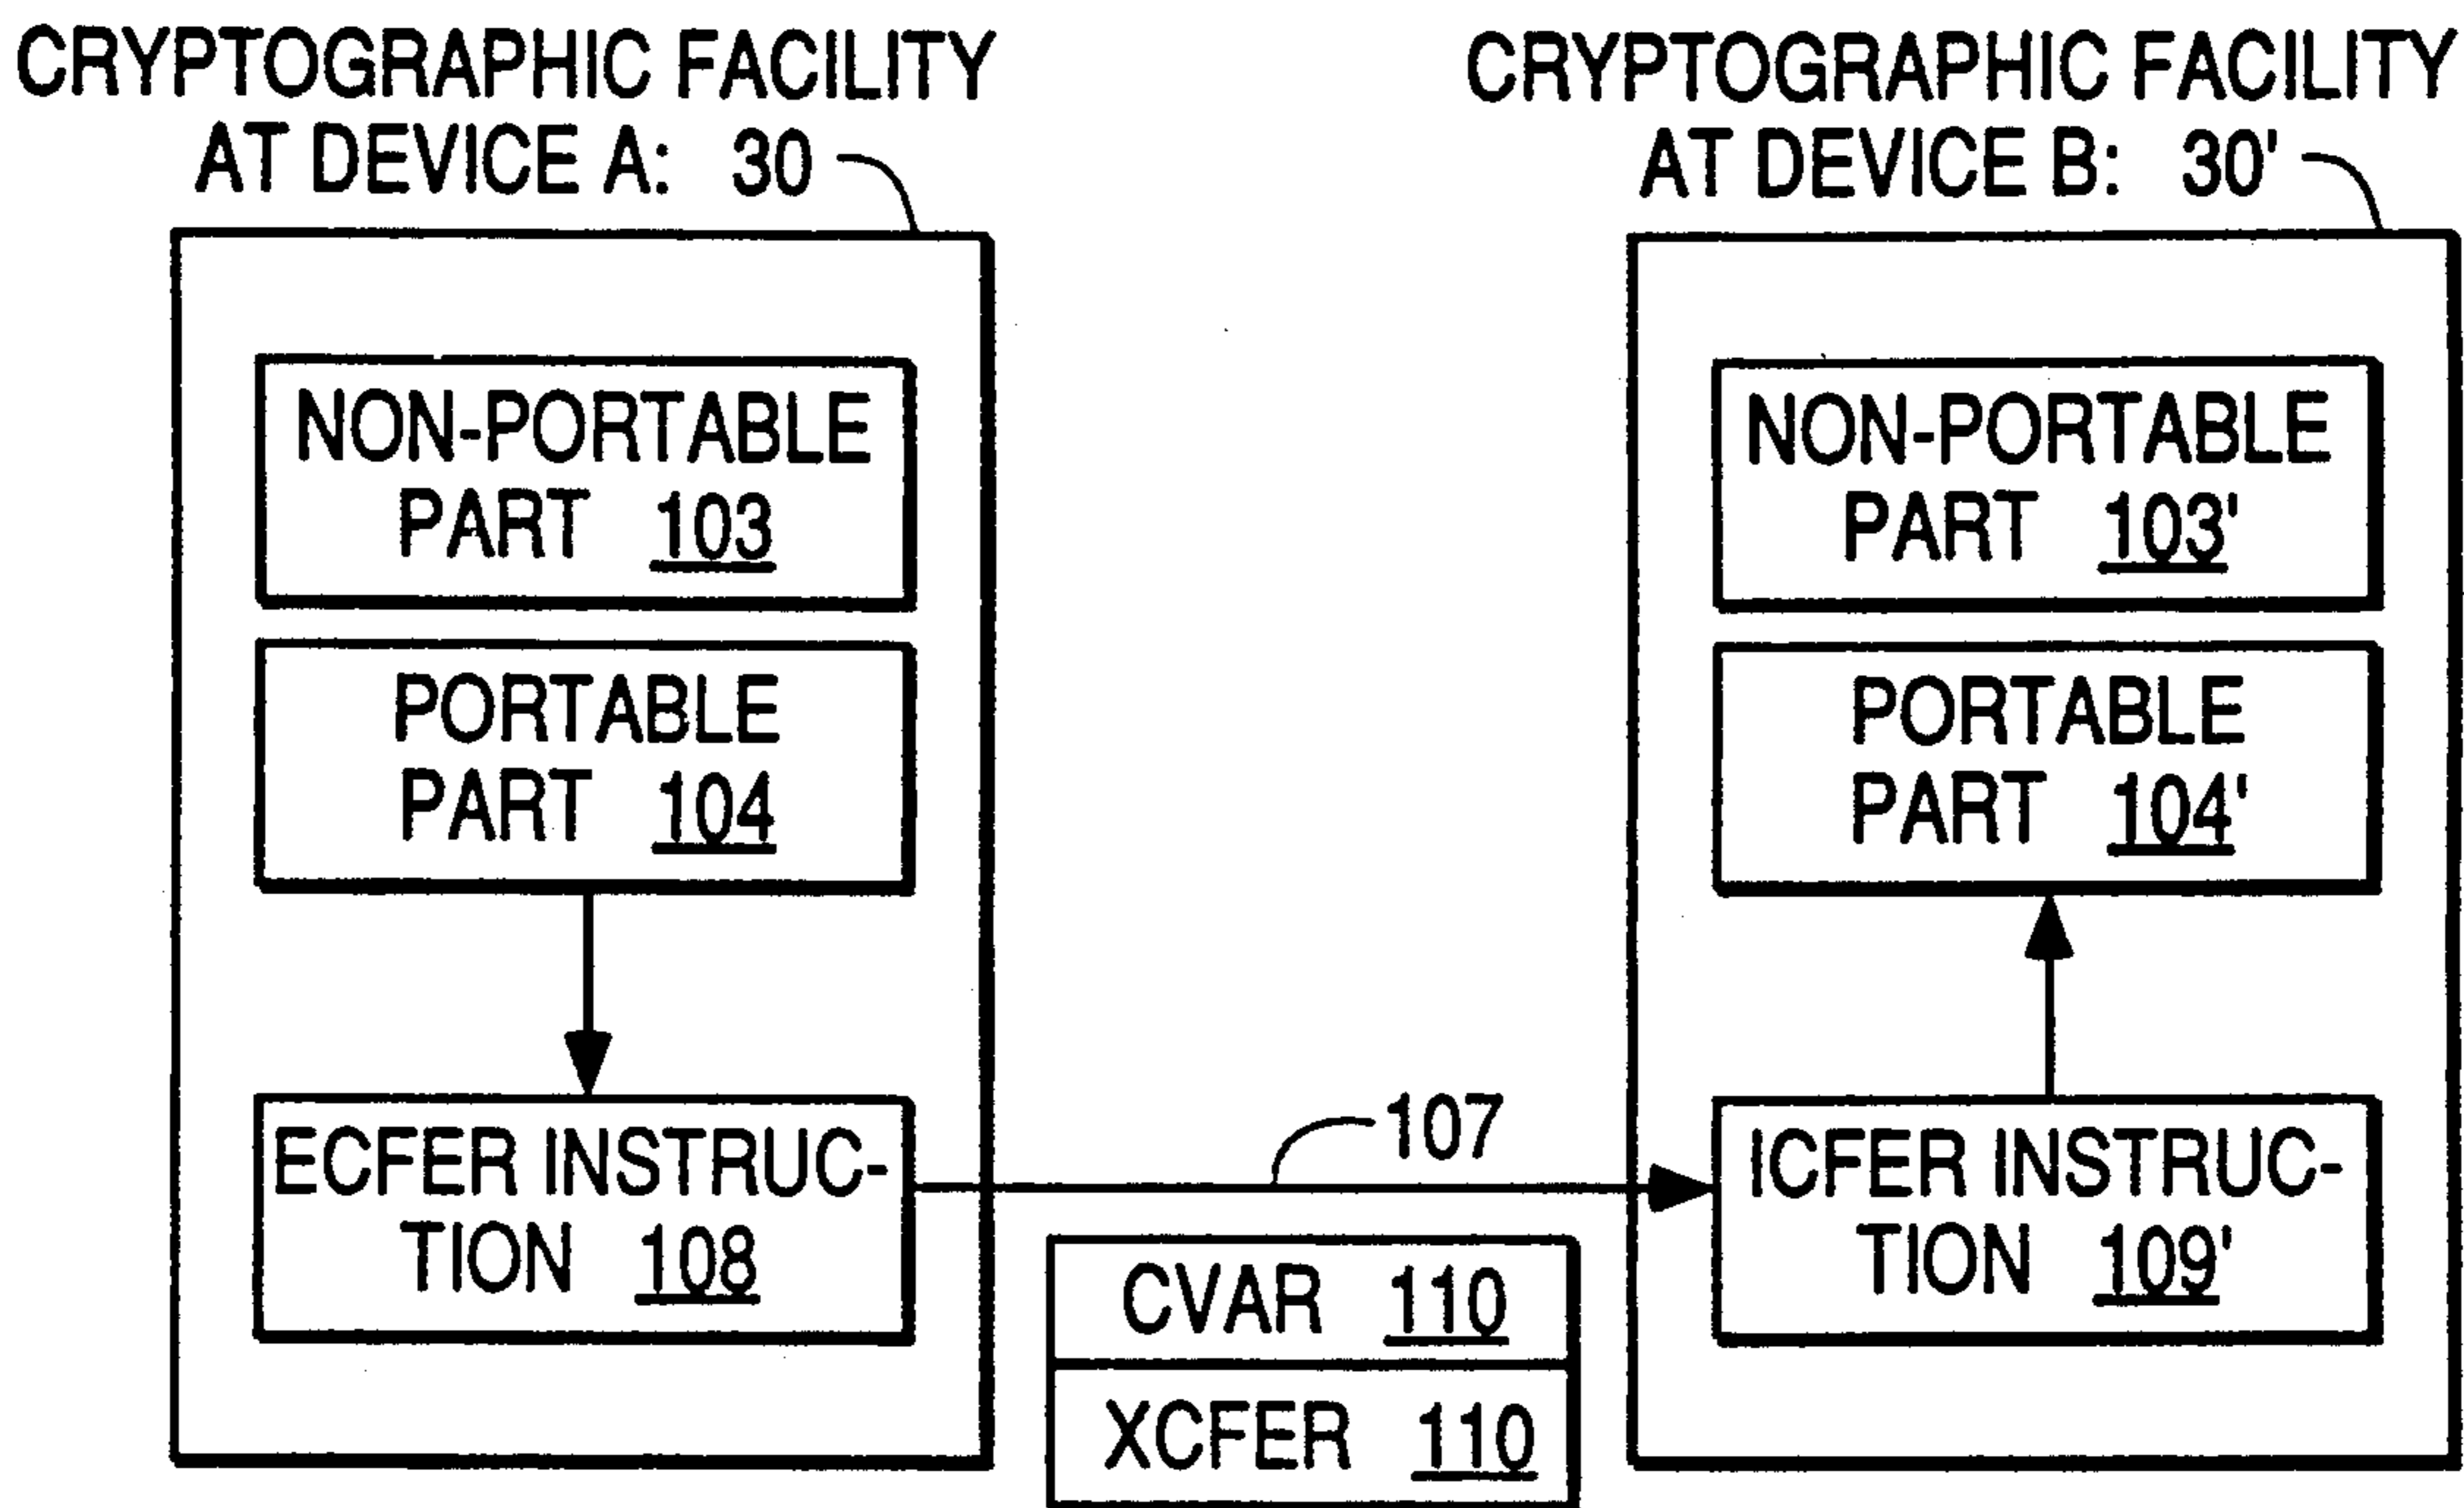 CRYPTOGRAPHIC FACILITY
AT DEVICE A: 30
NON-PORTABLE
PART 103
PORTABLE
PART 104
ECFER INSTRUC-
TION 108
107
CVAR 110
XCFER 110
CRYPTOGRAPHIC FACILITY
AT DEVICE B: 30'
NON-PORTABLE
PART 103'
PORTABLE
PART 104'
ICFER INSTRUC-
TION 109'